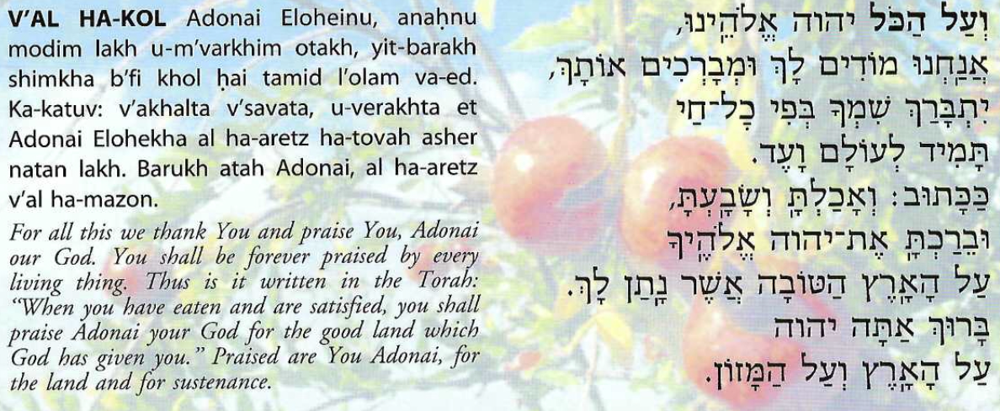 V’AL HA-KOL Adonai Eloheinu, anaḥnu
modim lakh u-m’varkhim otakh, yit-barakh
shimkha b’fi khol ḥai tamid l’olam va-ed.
Ka-katuv: v’akhalta v’savata, u-verakhta et
Adonai Elohekha al ha-aretz ha-tovah asher
natan lakh. Barukh atah Adonai, al ha-aretz
v’al ha-mazon.
For all this we thank You and praise You, Adonai
our God. You shall be forever praised by every
living thing. Thus is it written in the Torah:
“When you have eaten and are satisfied, you shall
praise Adonai your God for the good land which
God has given you.” Praised are You Adonai, for
the land and for sustenance.
וְעַל הַכֹּל יהוה אֱלֹהֵֽינוּ,
אֲנַֽחְנוּ מוֹדִים לָךְ וּמְבָרְכִים אוֹתָךְ,
יִתְבָּרַךְ שִׁמְךָ בְּפִי כָּל־חַי
תָּמִיד לְעוֹלָם וָעֶד.
כַּכָּתוּב: וְאָכַלְתָּֽ וְשָׂבָֽעְתָּ,
וּבֵרַכְתָּֽ אֶת־יהוה אֱלֹהֶֽיךָ
עַל הָאָֽרֶץ הַטּוֹבָה אֲשֶׁר נָֽתַן לָךְ.
בָּרוּךְ אַתָּה יהוה
עַל הָאָֽרֶץ וְעַל הַמָּזוֹן.